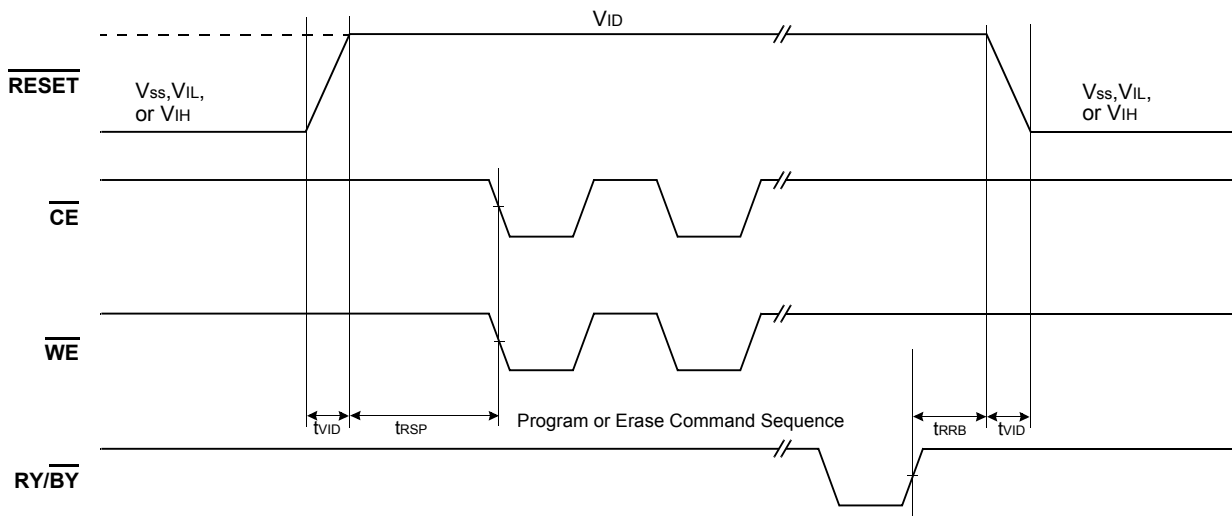 VID
RESET
Vss,VIL,
or VIH
Vss,VIL,
or VIH
CE
WE
tVID
tRSP
Program or Erase Command Sequence
tRRB
tVID
RY/BY